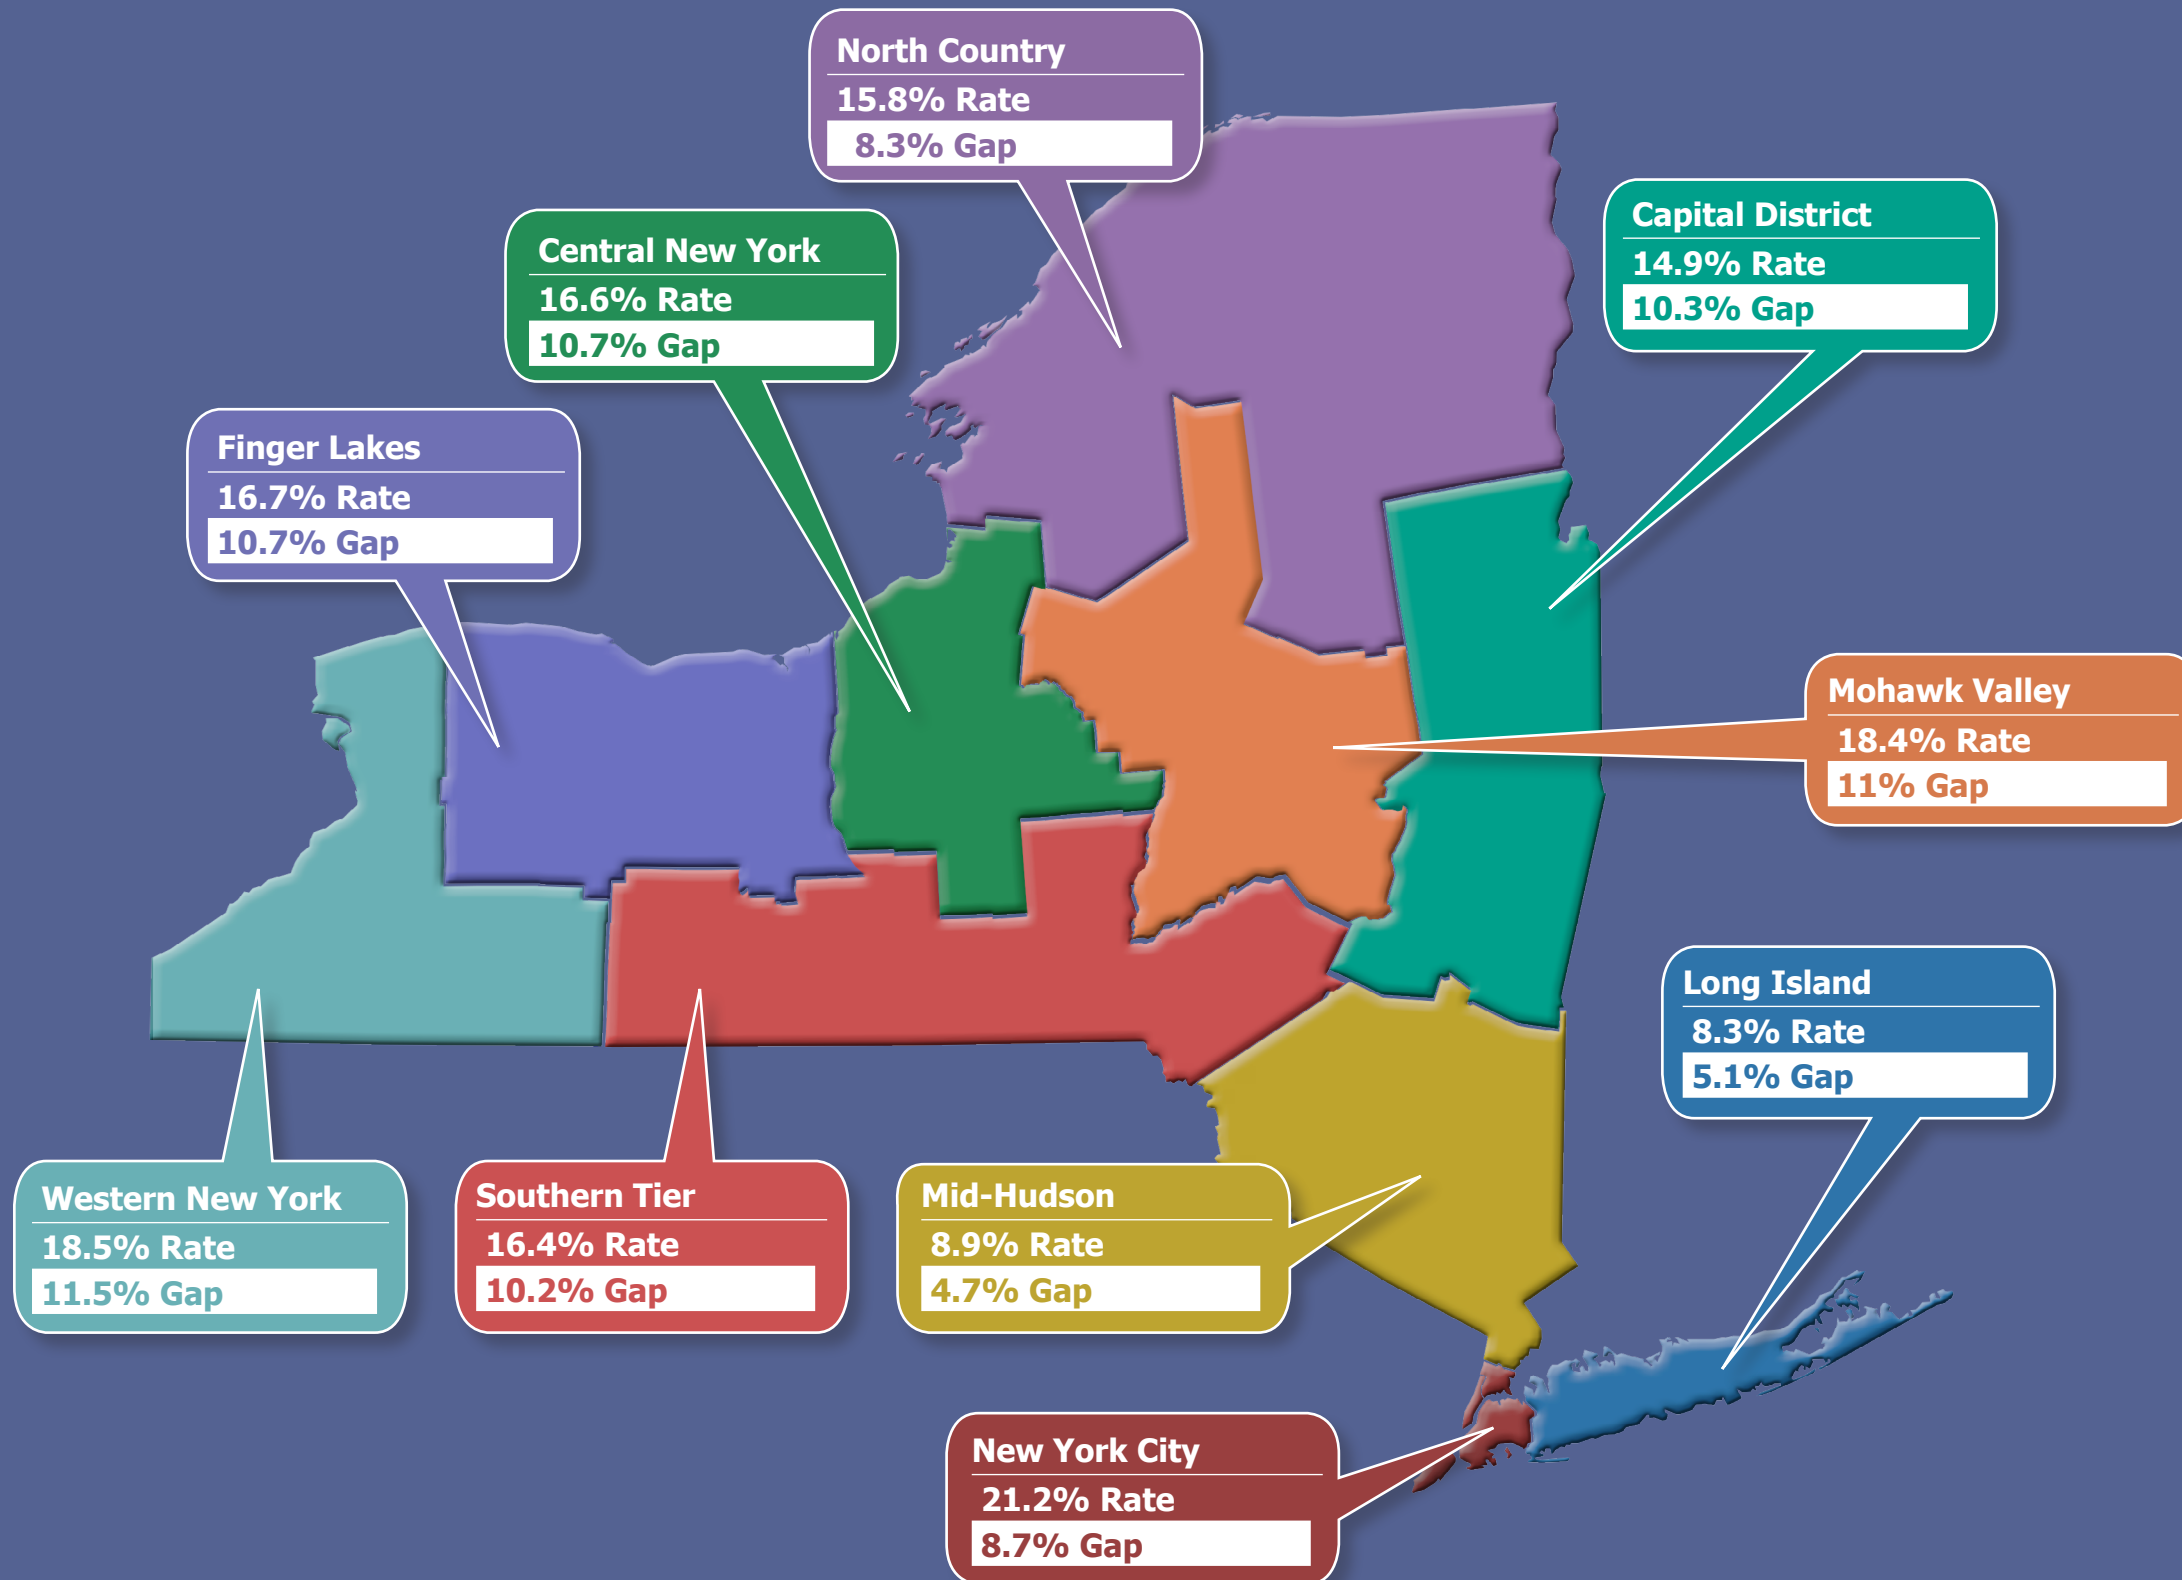 North Country
15.8% Rate
8.3% Gap
Capital District
14.9% Rate
10.3% Gap
Central New York
16.6% Rate
10.7% Gap
Finger Lakes
16.7% Rate
10.7% Gap
Mohawk Valley
18.4% Rate
11% Gap
Long Island
8.3% Rate
5.1% Gap
Western New York
18.5% Rate
11.5% Gap
Southern Tier
16.4% Rate
10.2% Gap
Mid-Hudson
8.9% Rate
4.7% Gap
New York City
21.2% Rate
8.7% Gap